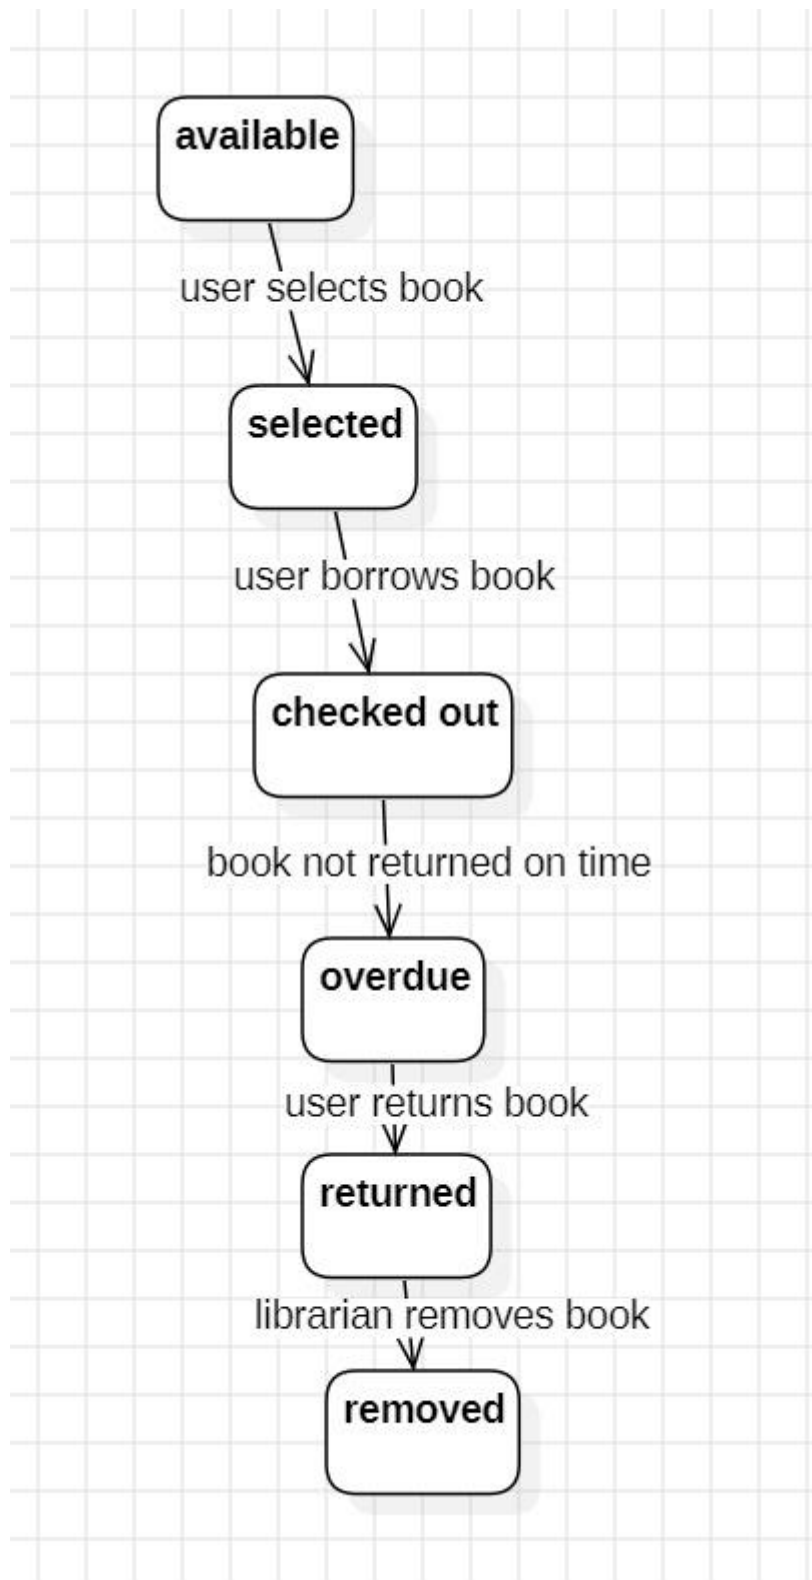 available
user selects book
selected
user borrows book
checked out
book not returned on time
overdue
user returns book
returned
librarian removes book
removed